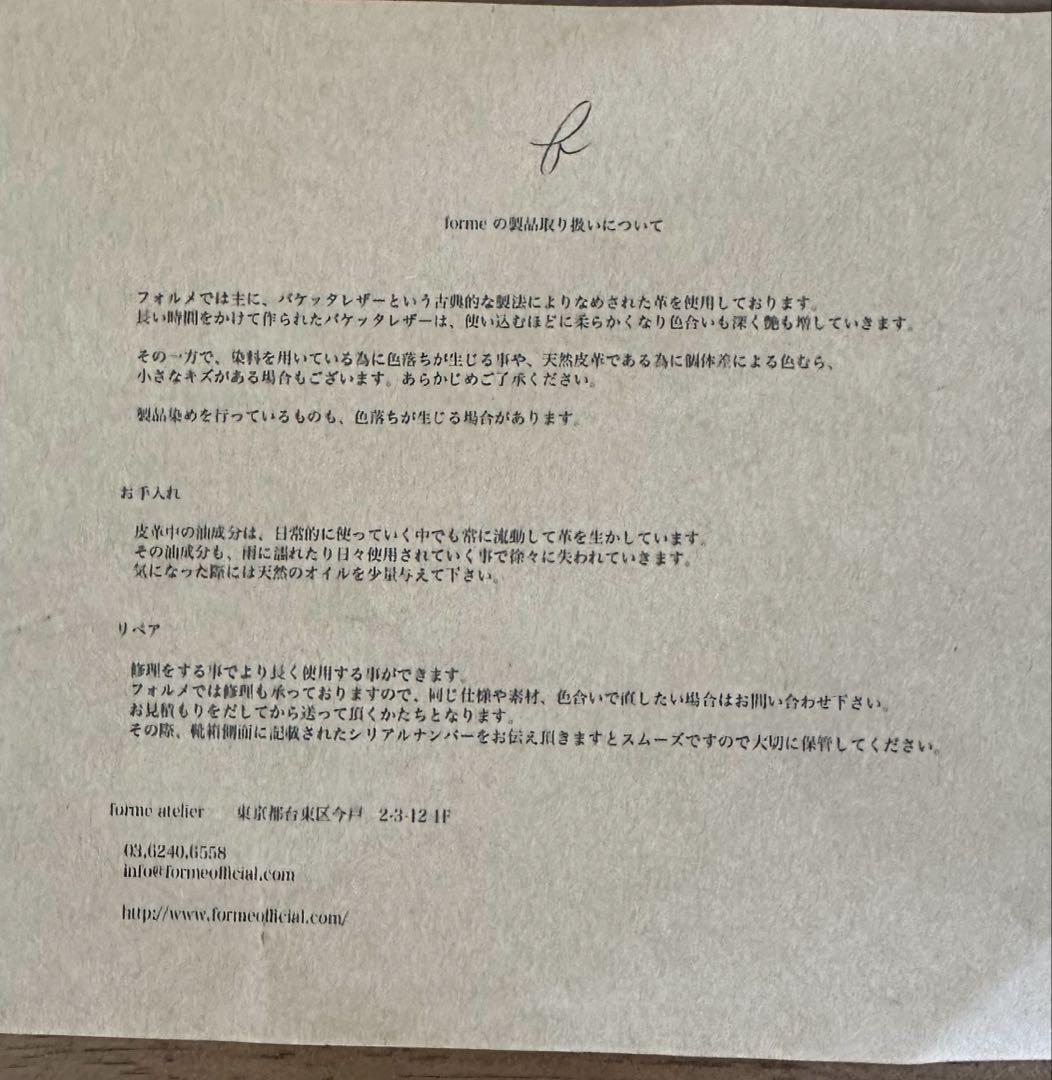 f
forme の製品取り扱いについて
フォルメでは主に、バケッタレザーという古典的な製法によりなめされた革を使用しております。
長い時間をかけて作られたバケッタレザーは、使い込むほどに柔らかくなり色合いも深く艶も増していきます。
その一方で、染料を用いている為に色落ちが生じる事や、天然皮革である為に個体差による色むら、
小さなキズがある場合もございます。あらかじめご了承ください。
製品染めを行っているものも、色落ちが生じる場合があります。
お手入れ
皮革中の油成分は、日常的に使っていく中でも常に流動して革を生かしています。
その油成分も、雨に濡れたり日々使用されていく事で徐々に失われていきます。
気になった際には天然のオイルを少量与えて下さい。
リペア
修理をする事でより長く使用する事ができます。
フォルメでは修理も承っておりますので、同じ仕様や素材、色合いで直したい場合はお問い合わせ下さい。
お見積もりをだしてから送って頂くかたちとなります。
その際、靴箱側面に記載されたシリアルナンバーをお伝え頂きますとスムーズですので大切に保管してください。
forme atelier 東京都台東区今戸 2-3-12 1F
03.6240.6558
info@formeofficial.com
http://www.formeofficial.com/